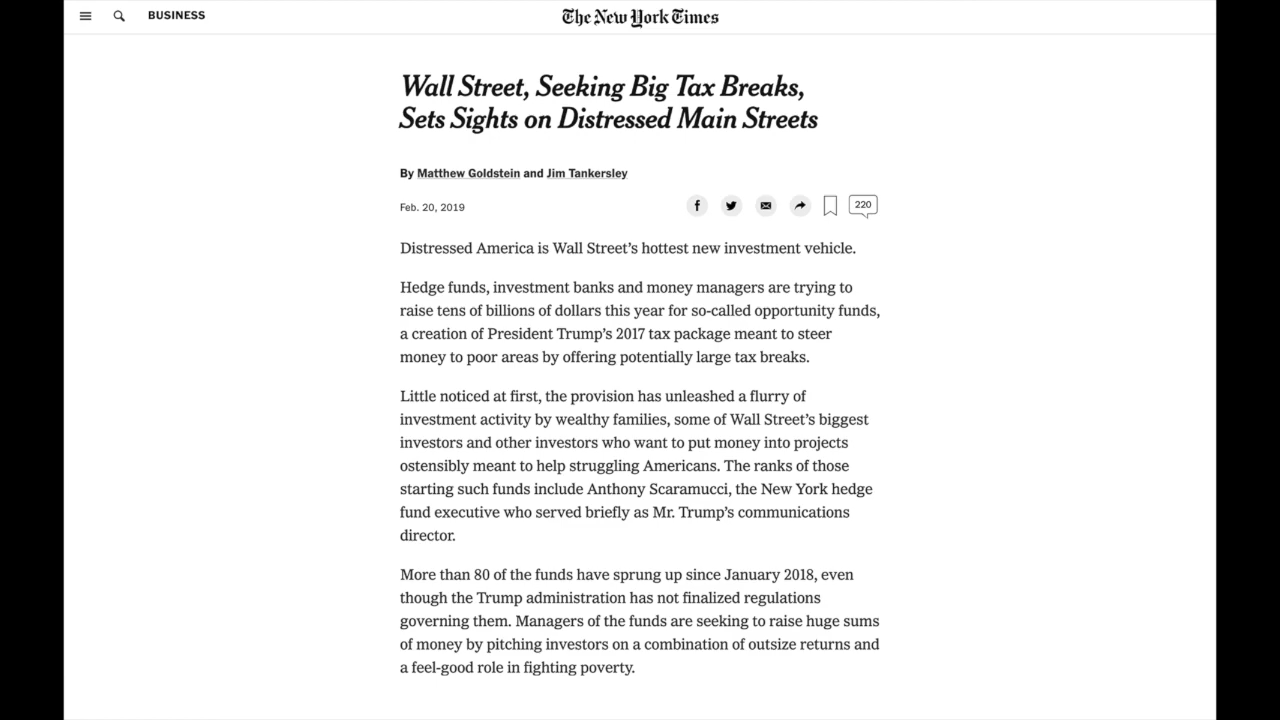 BUSINESS
The New York Times
Wall Street, Seeking Big Tax Breaks,
Sets Sights on Distressed Main Streets
By Matthew Goldstein and Jim Tankersley
Feb. 20, 2019
220
Distressed America is Wall Street’s hottest new investment vehicle.
Hedge funds, investment banks and money managers are trying to
raise tens of billions of dollars this year for so-called opportunity funds,
a creation of President Trump’s 2017 tax package meant to steer
money to poor areas by offering potentially large tax breaks.
Little noticed at first, the provision has unleashed a flurry of
investment activity by wealthy families, some of Wall Street’s biggest
investors and other investors who want to put money into projects
ostensibly meant to help struggling Americans. The ranks of those
starting such funds include Anthony Scaramucci, the New York hedge
fund executive who served briefly as Mr. Trump’s communications
director.
More than 80 of the funds have sprung up since January 2018, even
though the Trump administration has not finalized regulations
governing them. Managers of the funds are seeking to raise huge sums
of money by pitching investors on a combination of outsize returns and
a feel-good role in fighting poverty.